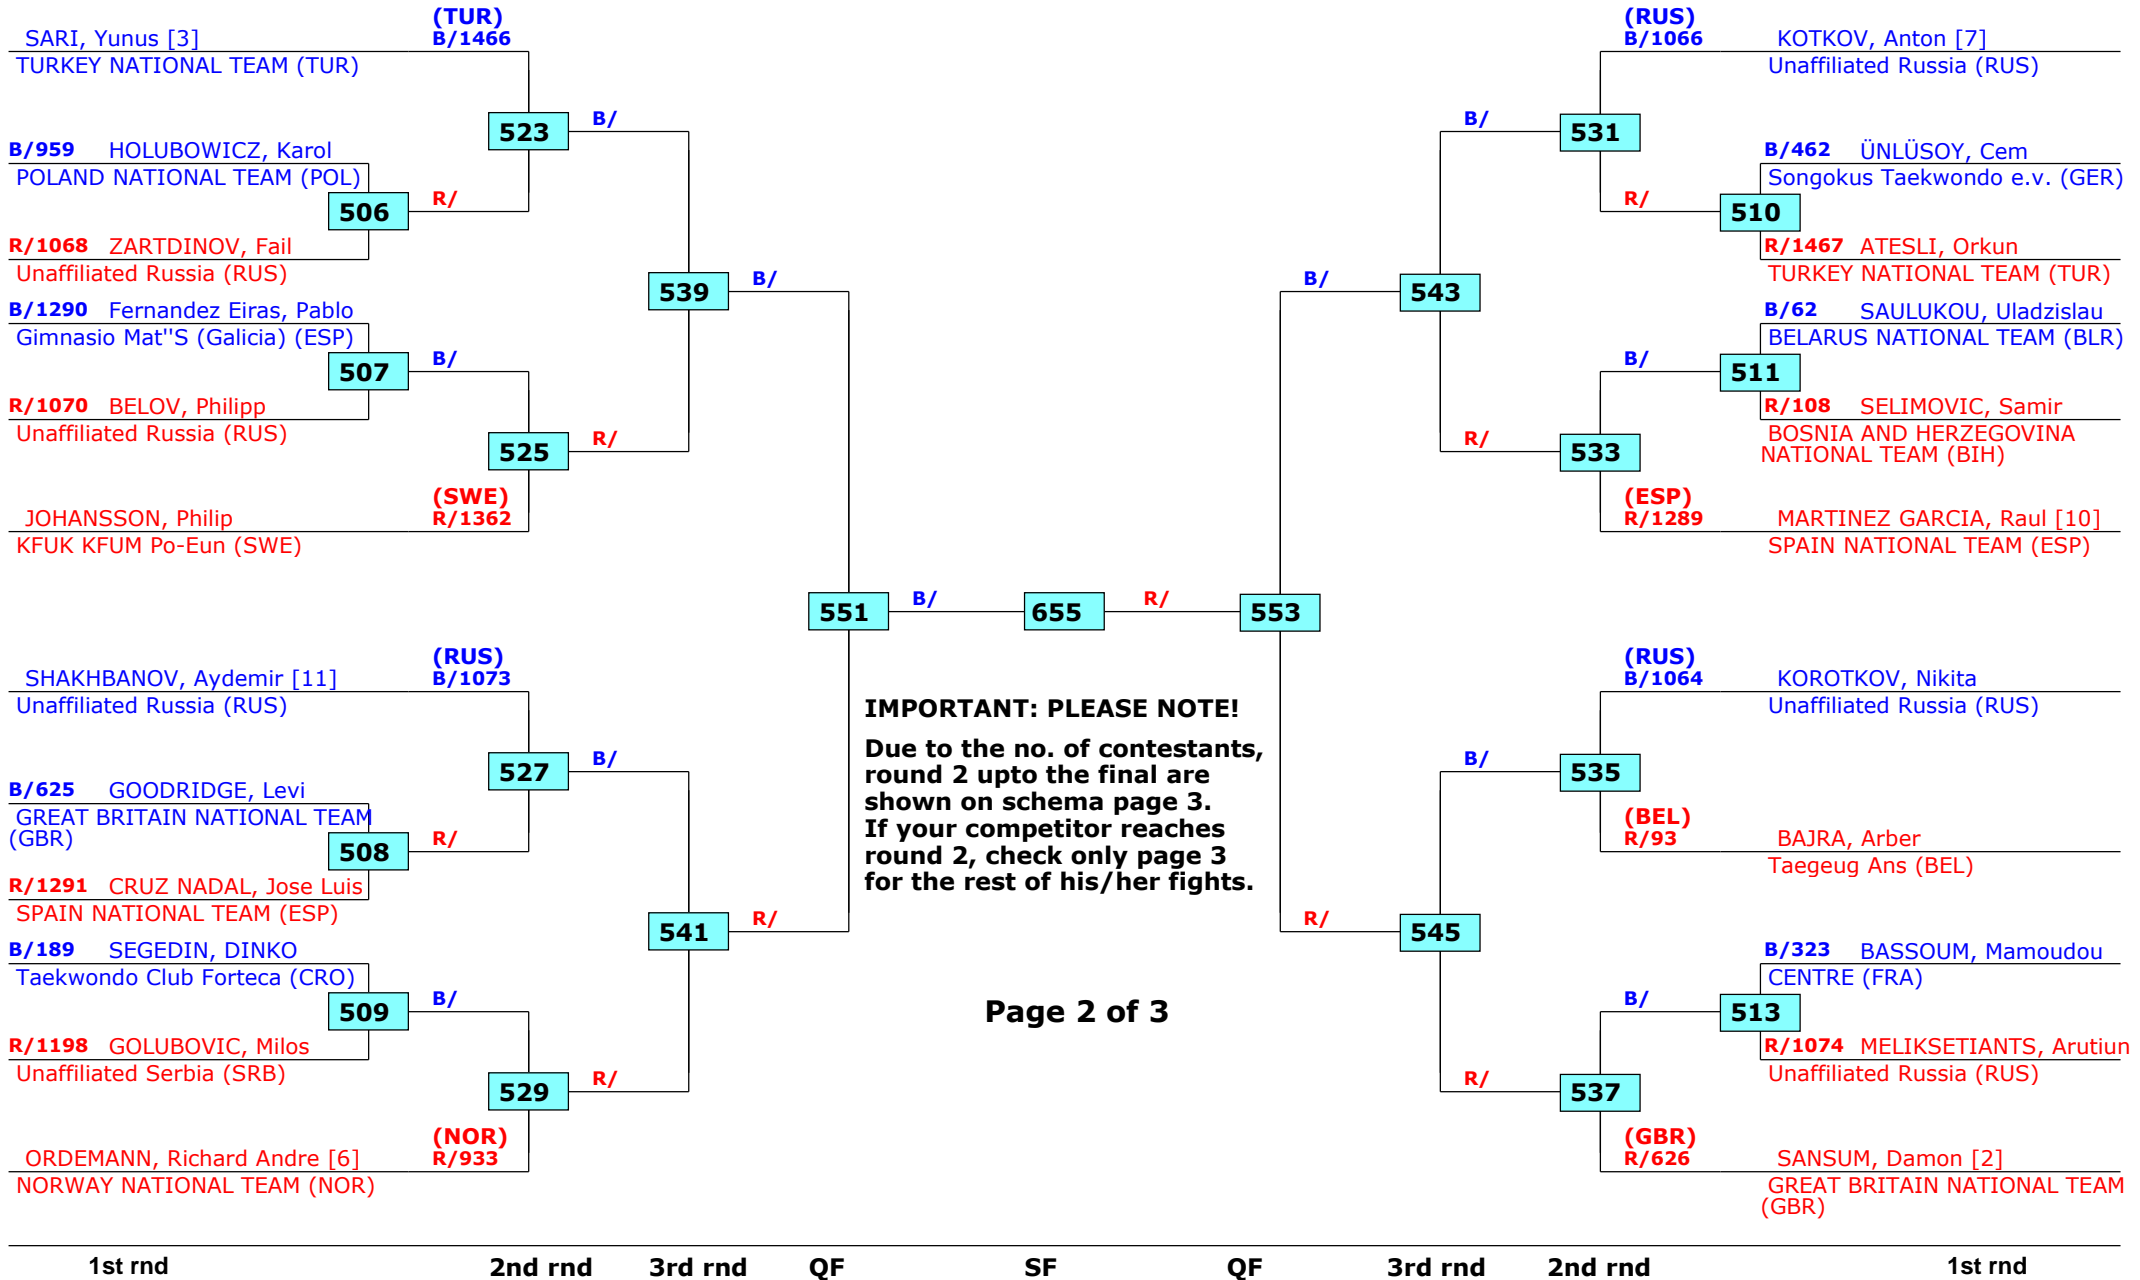 (TUR)
SARI, Yunus [3] B/1466
TURKEY NATIONAL TEAM (TUR)
523
B/
B/959 HOLUBOWICZ, Karol
POLAND NATIONAL TEAM (POL)
506
R/
R/1068 ZARTDINOV, Fail
Unaffiliated Russia (RUS)
539
B/
B/1290 Fernandez Eiras, Pablo
Gimnasio Mat"S (Galicia) (ESP)
507
B/
R/1070 BELOV, Philipp
Unaffiliated Russia (RUS)
525
R/
(SWE)
JOHANSSON, Philip R/1362
KFUK KFUM Po-Eun (SWE)
551
B/
655
R/
553
(RUS)
SHAKHBANOV, Aydemir [11] B/1073
Unaffiliated Russia (RUS)
527
B/
B/625 GOODRIDGE, Levi
GREAT BRITAIN NATIONAL TEAM
(GBR)
508
R/
R/1291 CRUZ NADAL, Jose Luis
SPAIN NATIONAL TEAM (ESP)
541
R/
B/189 SEGEDIN, DINKO
Taekwondo Club Forteca (CRO)
509
B/
R/1198 GOLUBOVIC, Milos
Unaffiliated Serbia (SRB)
529
R/
(NOR)
ORDEMANN, Richard Andre [6] R/933
NORWAY NATIONAL TEAM (NOR)
IMPORTANT: PLEASE NOTE!
Due to the no. of contestants,
round 2 upto the final are
shown on schema page 3.
If your competitor reaches
round 2, check only page 3
for the rest of his/her fights.
Page 2 of 3
(RUS)
B/1066 KOTKOV, Anton [7]
Unaffiliated Russia (RUS)
B/
531
B/462 ÜNLÜSOY, Cem
Songokus Taekwondo e.v. (GER)
R/
510
R/1467 ATESLI, Orkun
TURKEY NATIONAL TEAM (TUR)
B/
543
B/62 SAULUKOU, Uladzislau
BELARUS NATIONAL TEAM (BLR)
B/
511
R/108 SELIMOVIC, Samir
BOSNIA AND HERZEGOVINA
NATIONAL TEAM (BIH)
R/
533
(ESP)
R/1289 MARTINEZ GARCIA, Raul [10]
SPAIN NATIONAL TEAM (ESP)
(RUS)
B/1064 KOROTKOV, Nikita
Unaffiliated Russia (RUS)
B/
535
(BEL)
R/93 BAJRA, Arber
Taegeug Ans (BEL)
R/
545
B/323 BASSOUM, Mamoudou
CENTRE (FRA)
B/
513
R/1074 MELIKSETIANTS, Arutiun
Unaffiliated Russia (RUS)
R/
537
(GBR)
R/626 SANSUM, Damon [2]
GREAT BRITAIN NATIONAL TEAM
(GBR)
1st rnd 2nd rnd 3rd rnd QF SF QF 3rd rnd 2nd rnd 1st rnd